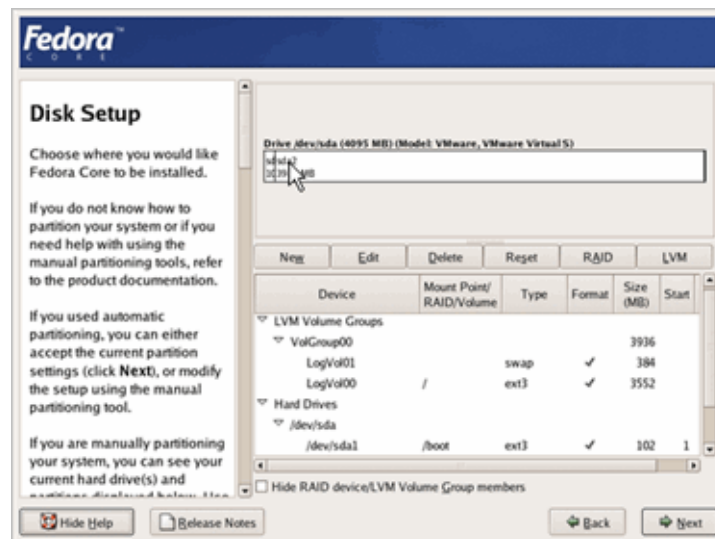 Fedora™
CORE
Disk Setup
Choose where you would like
Fedora Core to be installed.
If you do not know how to
partition your system or if you
need help with using the
manual partitioning tools, refer
to the product documentation.
If you used automatic
partitioning, you can either
accept the current partition
settings (click Next), or modify
the setup using the manual
partitioning tool.
If you are manually partitioning
your system, you can see your
current hard drive(s) and
Drive /dev/sda (4095 MB) (Model: VMware, VMware Virtual S)
MB
New Edit Delete Reset RAID LVM
Device Mount Point/ RAID/Volume Type Format Size (MB) Start
LVM Volume Groups
VolGroup00 3936
LogVol01 swap ✓ 384
LogVol00 / ext3 ✓ 3552
Hard Drives
/dev/sda
/dev/sda1 /boot ext3 ✓ 102 1
Hide RAID device/LVM Volume Group members
Hide Help Release Notes Back Next